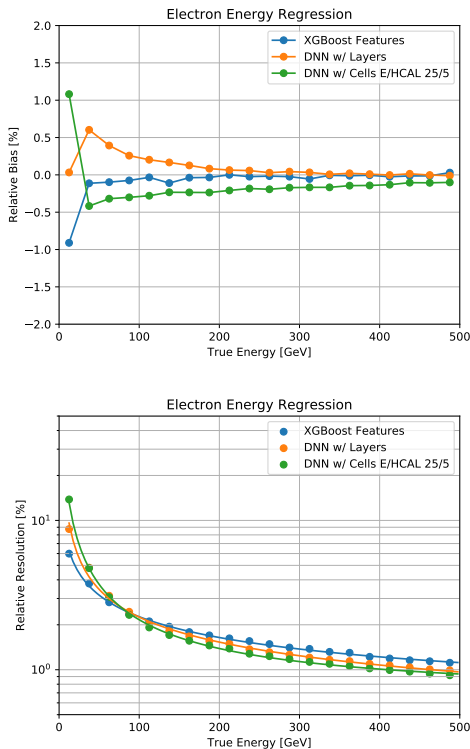 Electron Energy Regression
2.0
1.5
1.0
0.5
0.0
−0.5
−1.0
−1.5
−2.0
Relative Bias [%]
XGBoost Features
DNN w/ Layers
DNN w/ Cells E/HCAL 25/5
0 100 200 300 400 500
True Energy [GeV]
Electron Energy Regression
10¹
10⁰
Relative Resolution [%]
XGBoost Features
DNN w/ Layers
DNN w/ Cells E/HCAL 25/5
0 100 200 300 400 500
True Energy [GeV]